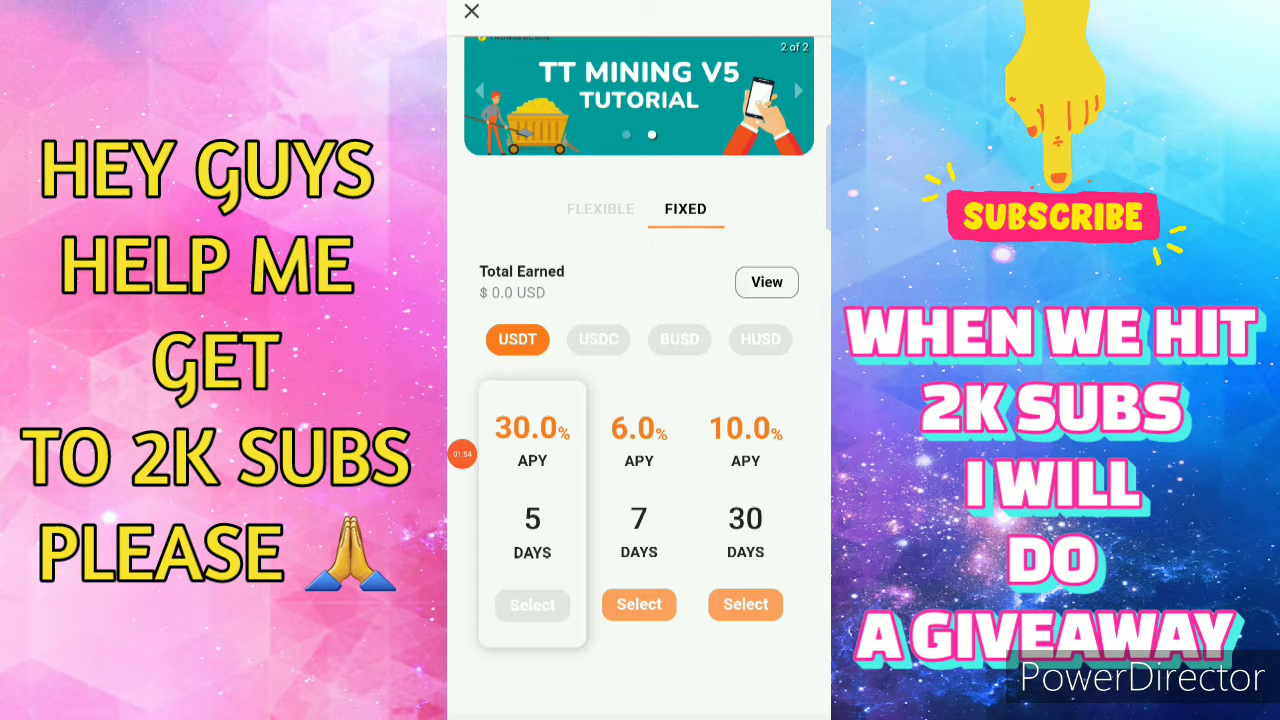 HEY GUYS
HELP ME
GET
TO 2K SUBS
PLEASE 🙏
2 of 2
TT MINING V5
TUTORIAL
FLEXIBLE FIXED
Total Earned
$ 0.0 USD
View
USDT USDC BUSD HUSD
30.0% 6.0% 10.0%
APY APY APY
01:54
5 7 30
DAYS DAYS DAYS
Select Select Select
SUBSCRIBE
WHEN WE HIT
2K SUBS
I WILL
DO
A GIVEAWAY
PowerDirector